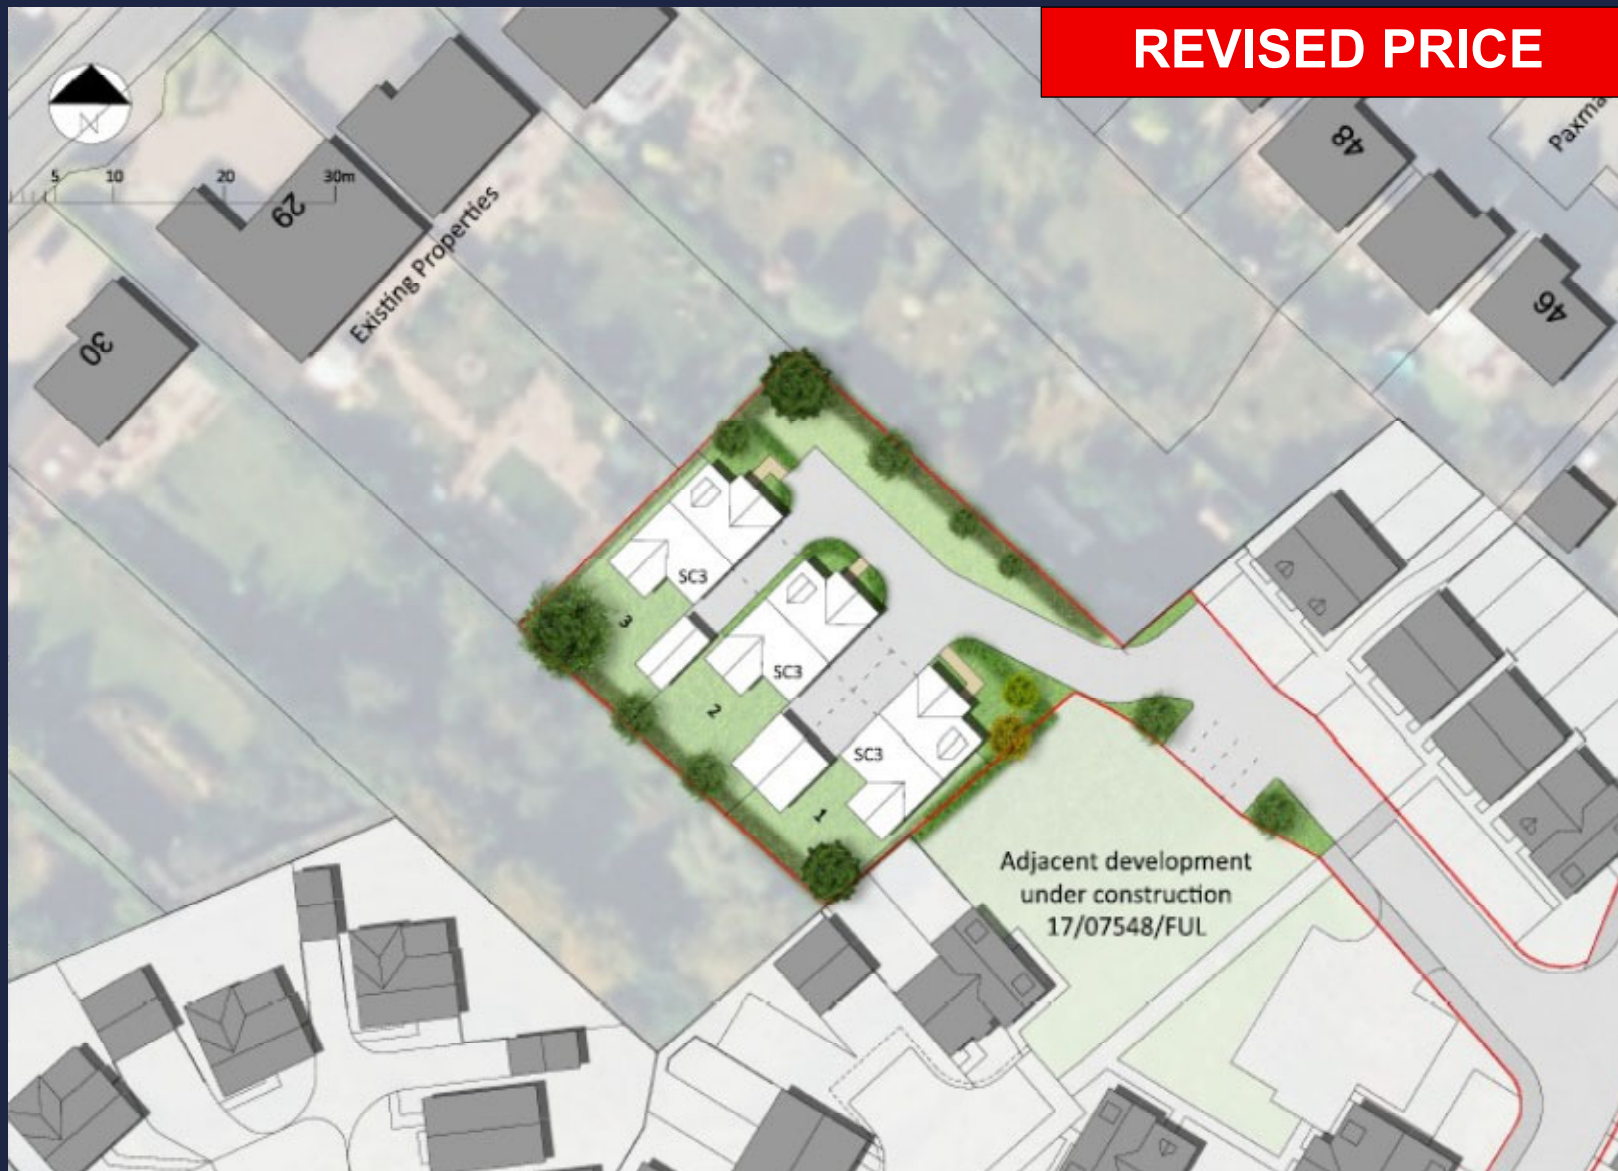 REVISED PRICE
N
5 10 20 30m
29
30
Existing Properties
48
46
SC3
3
SC3
2
SC3
1
Adjacent development
under construction
17/07548/FUL